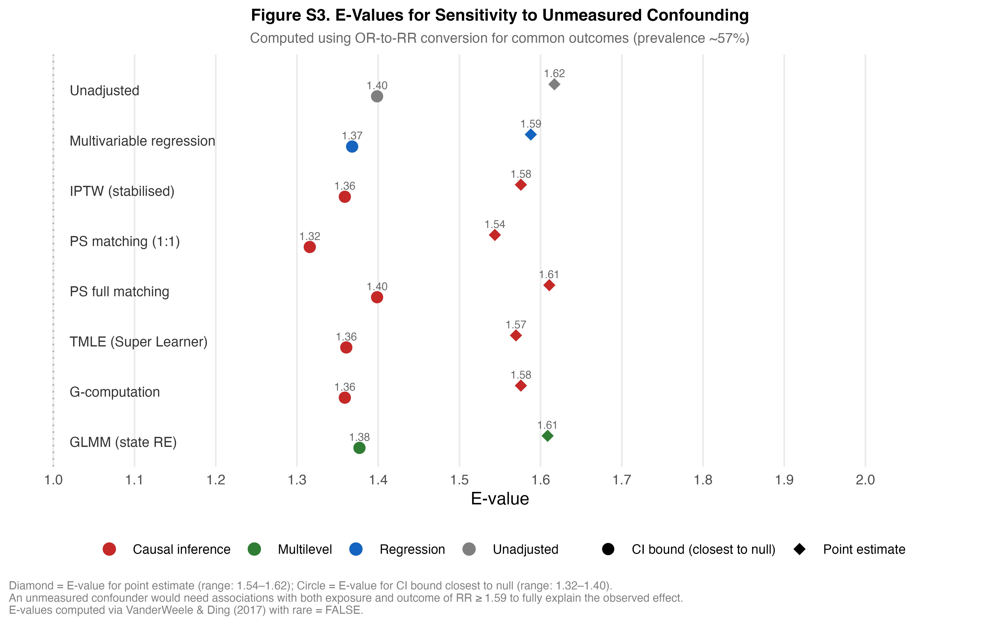 Figure S3. E-Values for Sensitivity to Unmeasured Confounding
Computed using OR-to-RR conversion for common outcomes (prevalence ~57%)
1.62
1.40
Unadjusted
1.59
1.37
Multivariable regression
1.58
1.36
IPTW (stabilised)
1.54
1.32
PS matching (1:1)
1.61
1.40
PS full matching
1.57
1.36
TMLE (Super Learner)
1.58
1.36
G-computation
1.61
1.38
GLMM (state RE)
1.0 1.1 1.2 1.3 1.4 1.5 1.6 1.7 1.8 1.9 2.0
E-value
Causal inference Multilevel Regression Unadjusted CI bound (closest to null) Point estimate
Diamond = E-value for point estimate (range: 1.54–1.62); Circle = E-value for CI bound closest to null (range: 1.32–1.40).
An unmeasured confounder would need associations with both exposure and outcome of RR ≥ 1.59 to fully explain the observed effect.
E-values computed via VanderWeele & Ding (2017) with rare = FALSE.